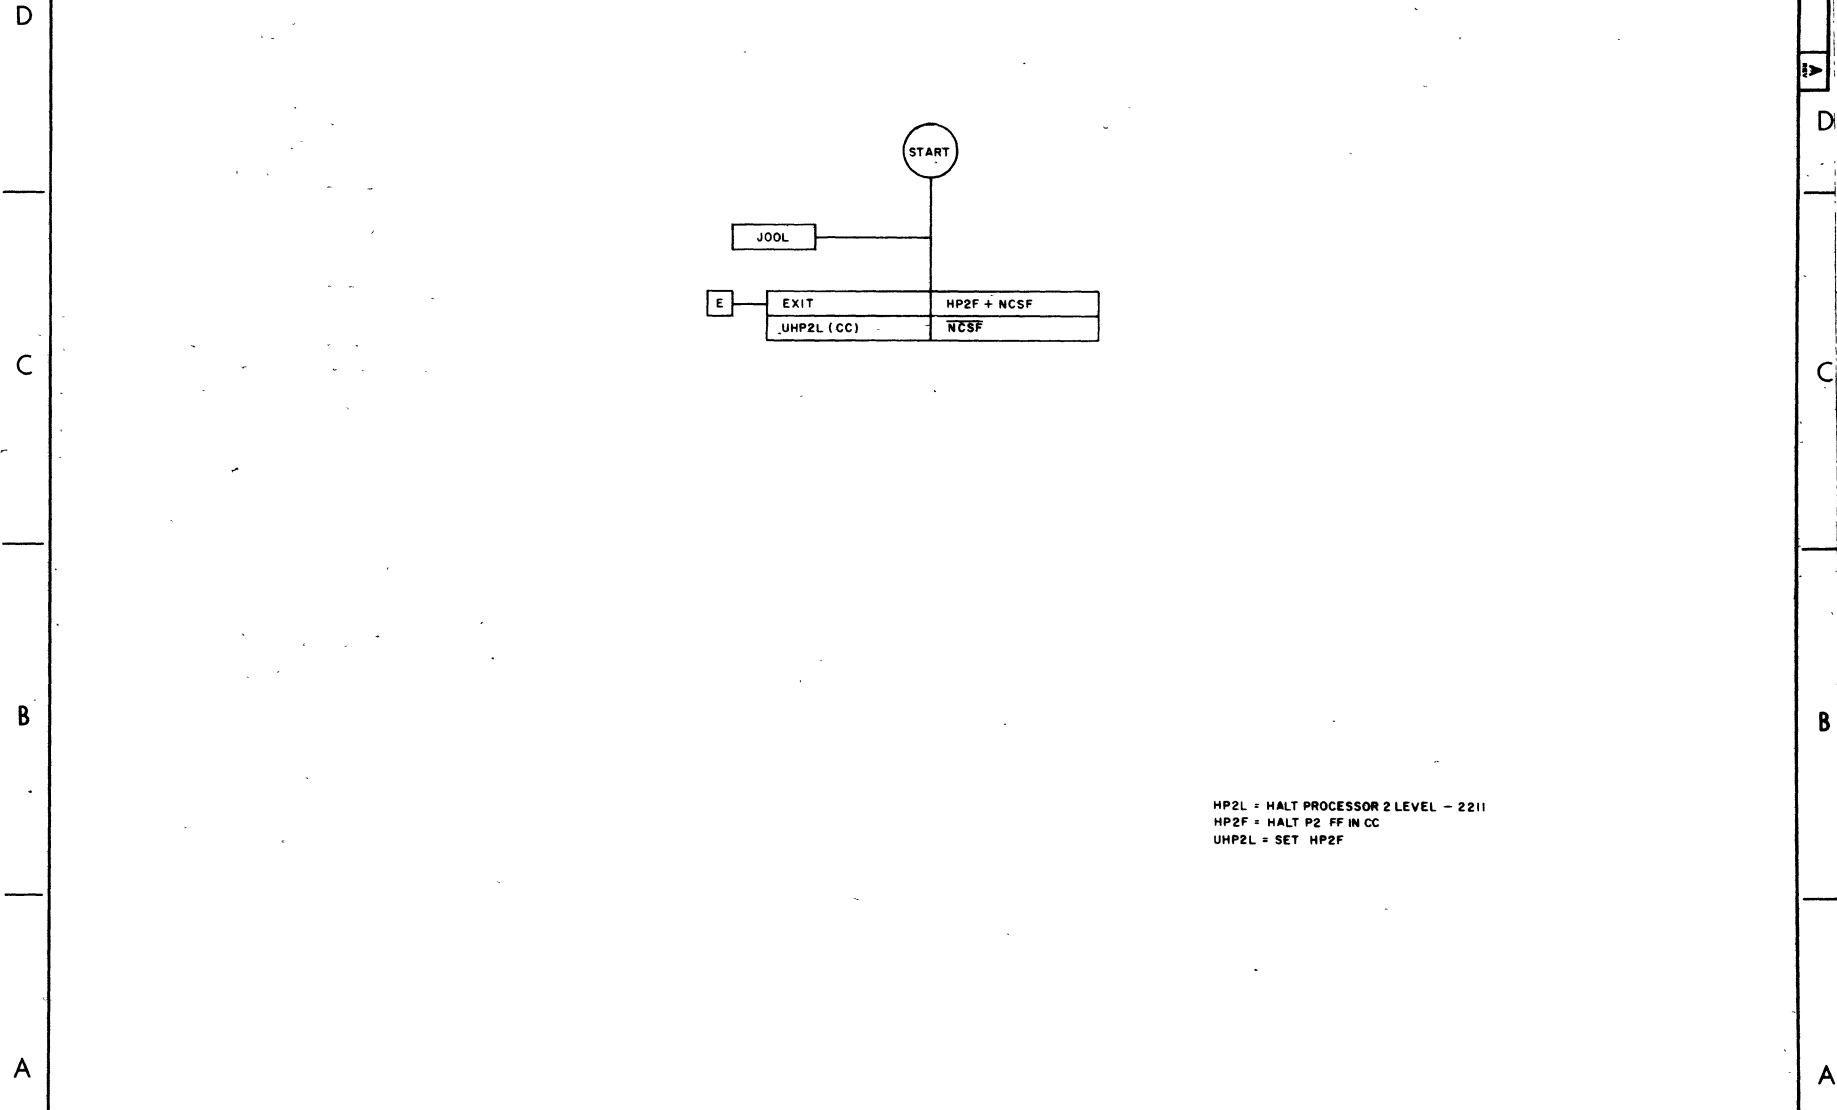 D
A
REV
D
START
JOOL
E
EXIT
HP2F + NCSF
UHP2L (CC)
N̅C̅S̅F̅
C
C
B
B
HP2L = HALT PROCESSOR 2 LEVEL – 2211
HP2F = HALT P2 FF IN CC
UHP2L = SET HP2F
A
A